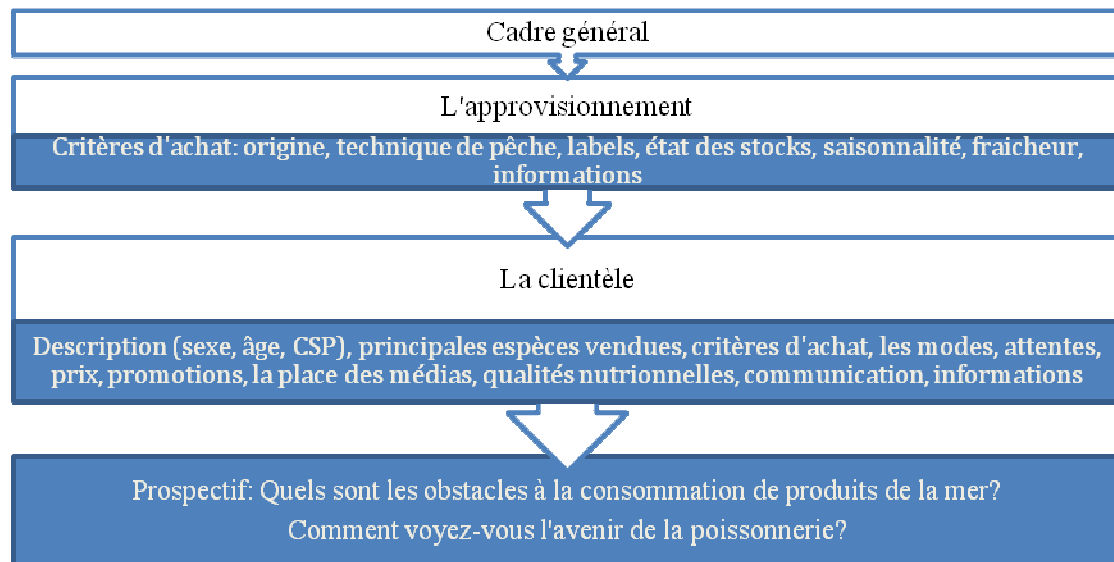 Cadre général
L'approvisionnement
Critères d'achat: origine, technique de pêche, labels, état des stocks, saisonnalité, fraicheur,
informations
La clientèle
Description (sexe, âge, CSP), principales espèces vendues, critères d'achat, les modes, attentes,
prix, promotions, la place des médias, qualités nutrionnelles, communication, informations
Prospectif: Quels sont les obstacles à la consommation de produits de la mer?
Comment voyez-vous l'avenir de la poissonnerie?